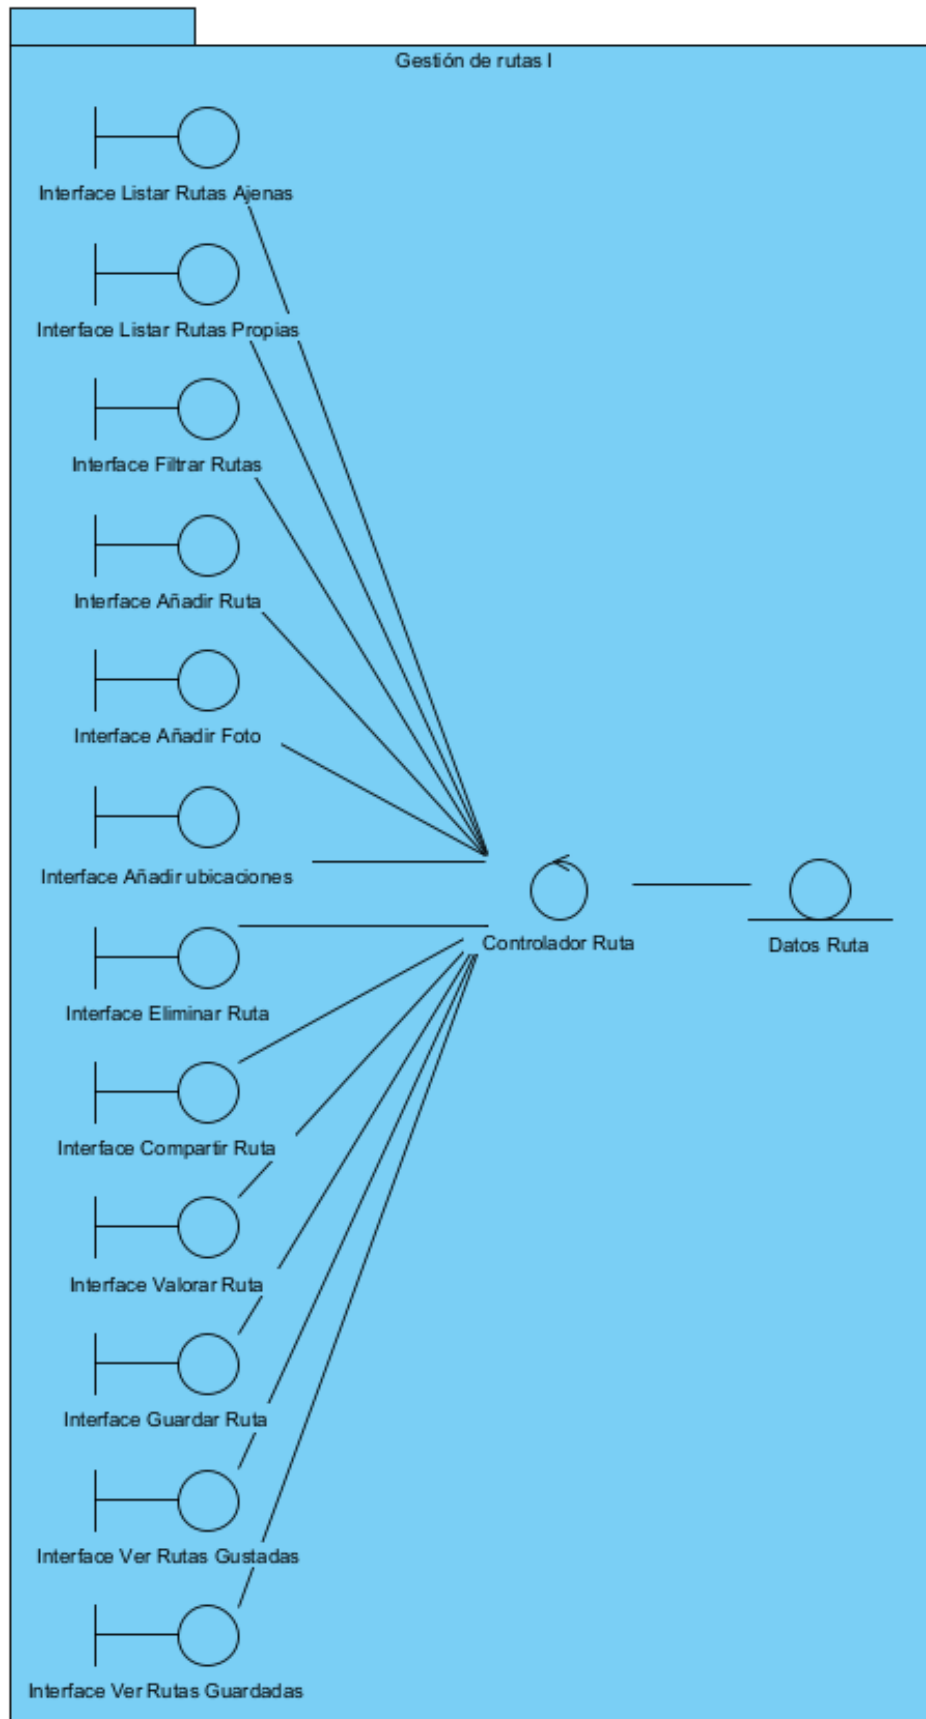 Gestión de rutas I
Interface Listar Rutas Ajenas
Interface Listar Rutas Propias
Interface Filtrar Rutas
Interface Añadir Ruta
Interface Añadir Foto
Interface Añadir ubicaciones
Controlador Ruta
Datos Ruta
Interface Eliminar Ruta
Interface Compartir Ruta
Interface Valorar Ruta
Interface Guardar Ruta
Interface Ver Rutas Gustadas
Interface Ver Rutas Guardadas